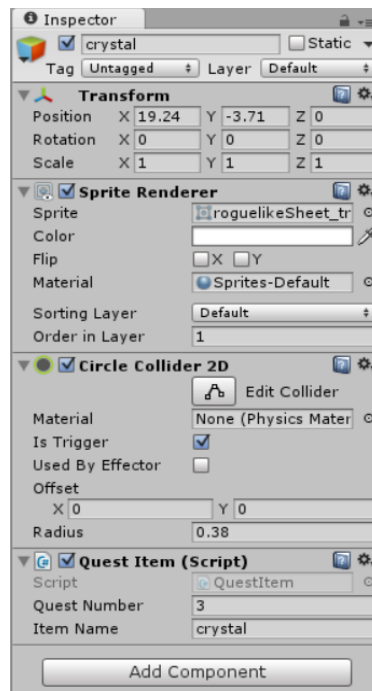 Inspector
crystal Static
Tag Untagged Layer Default
Transform
Position X 19.24 Y -3.71 Z 0
Rotation X 0 Y 0 Z 0
Scale X 1 Y 1 Z 1
Sprite Renderer
Sprite roguelikeSheet_tr
Color
Flip X Y
Material Sprites-Default
Sorting Layer Default
Order in Layer 1
Circle Collider 2D
Edit Collider
Material None (Physics Mater
Is Trigger
Used By Effector
Offset
X 0 Y 0
Radius 0.38
Quest Item (Script)
Script QuestItem
Quest Number 3
Item Name crystal
Add Component